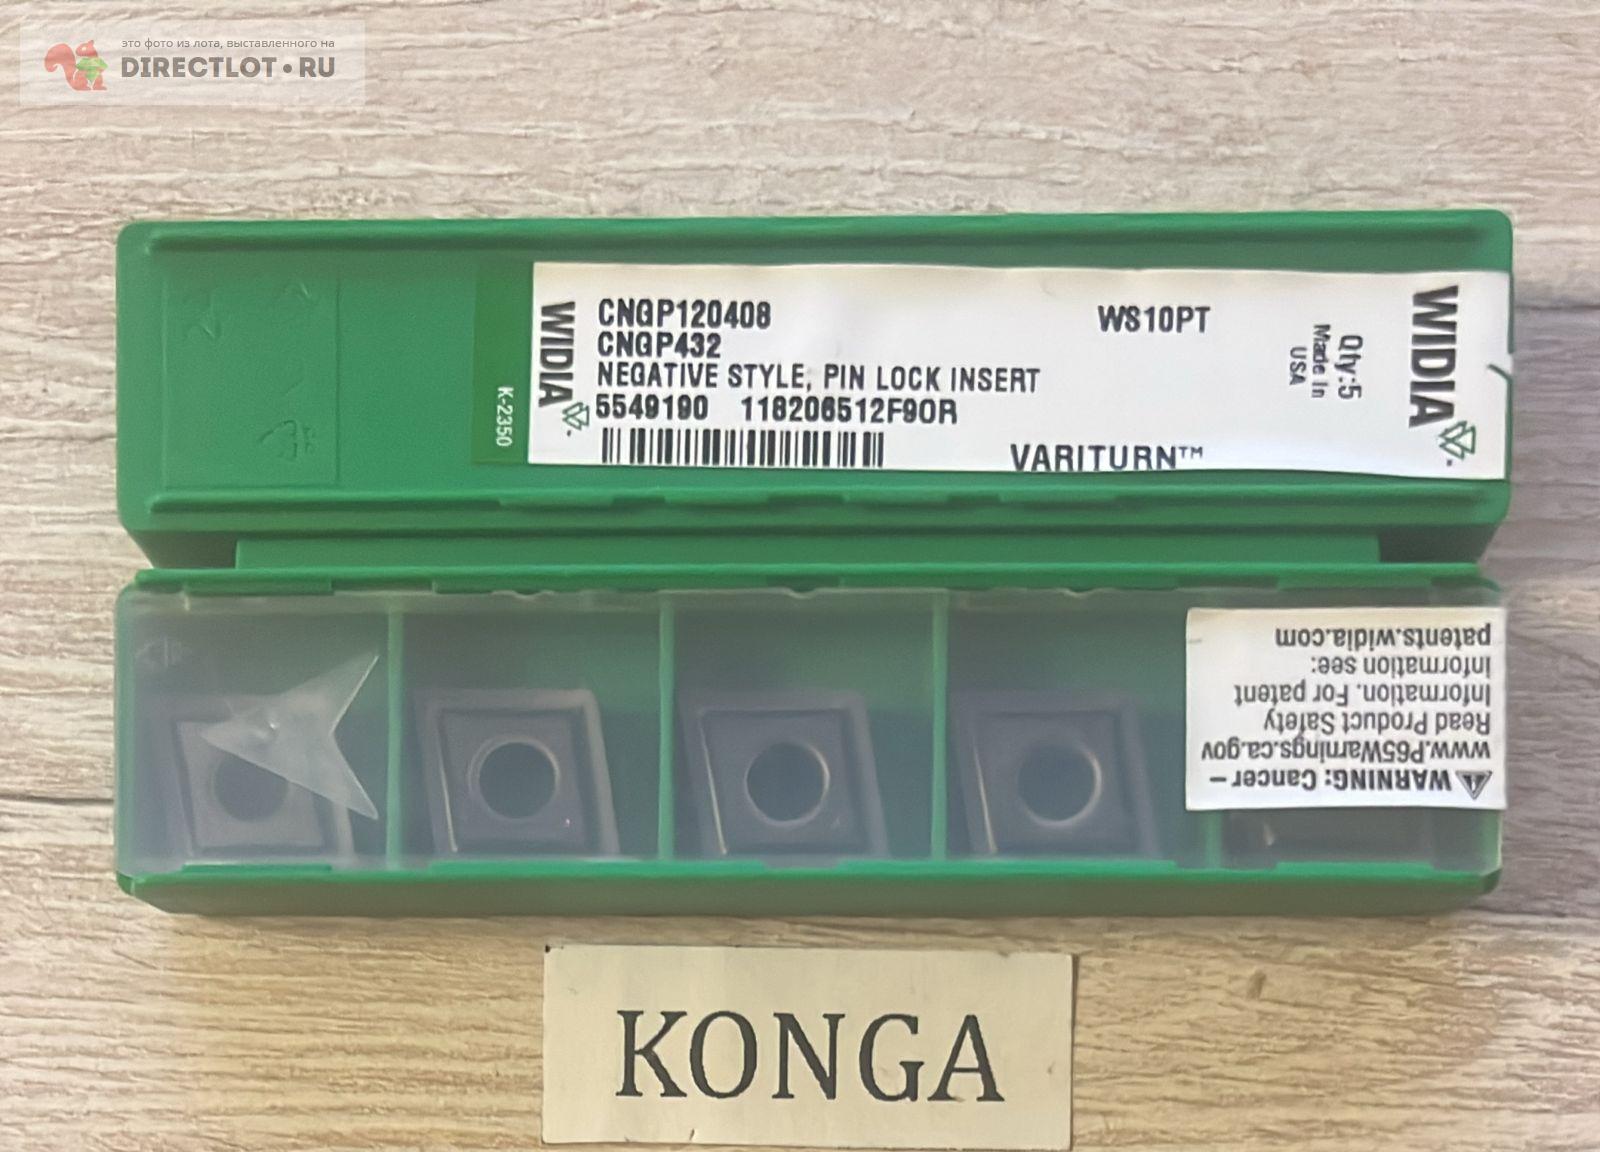 это фото из лота, выставленного на
DIRECTLOT•RU
WIDIA
CNGP120408
WS10PT
CNGP432
NEGATIVE STYLE, PIN LOCK INSERT
5549190 118206512F90R
VARITURN™
Qty:5
Made In
USA
WIDIA
K-2350
⚠ WARNING: Cancer –
www.P65Warnings.ca.gov
Read Product Safety
Information. For patent
information see:
patents.widia.com
KONGA